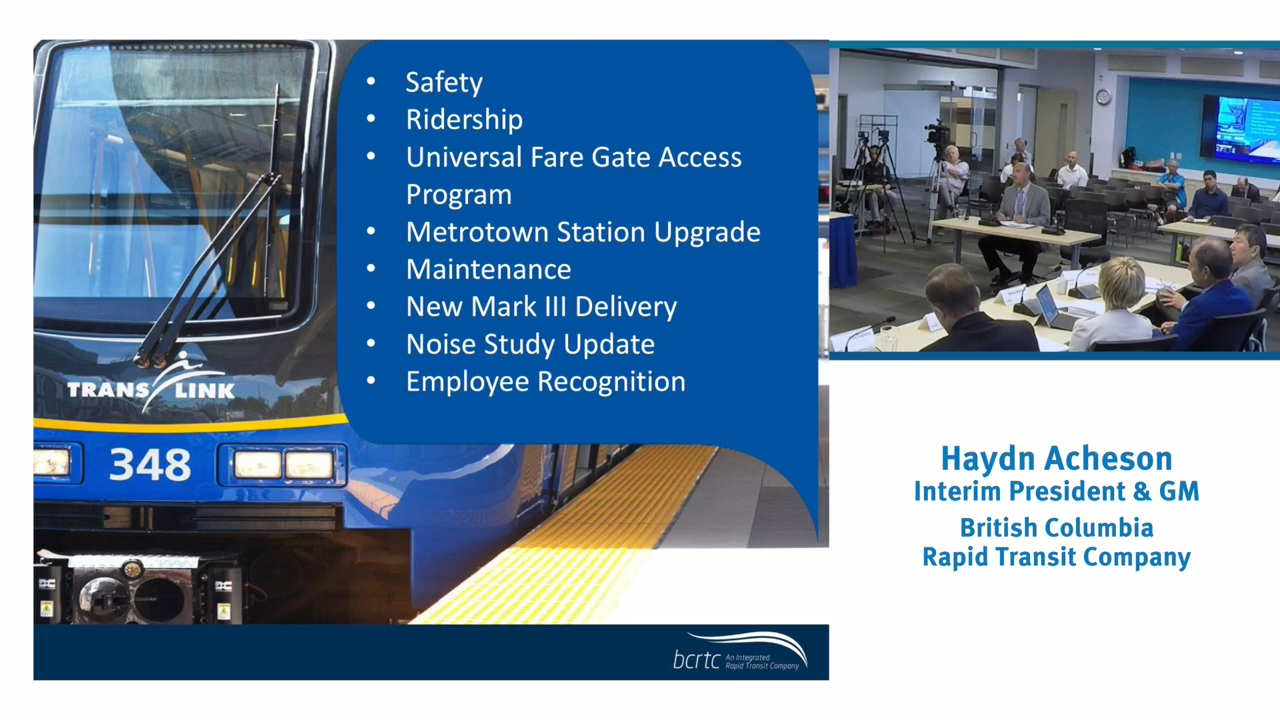 • Safety
• Ridership
• Universal Fare Gate Access
Program
• Metrotown Station Upgrade
• Maintenance
• New Mark III Delivery
• Noise Study Update
• Employee Recognition
TRANS LINK
348
bcrtc An Integrated
Rapid Transit Company
Haydn Acheson
Interim President & GM
British Columbia
Rapid Transit Company